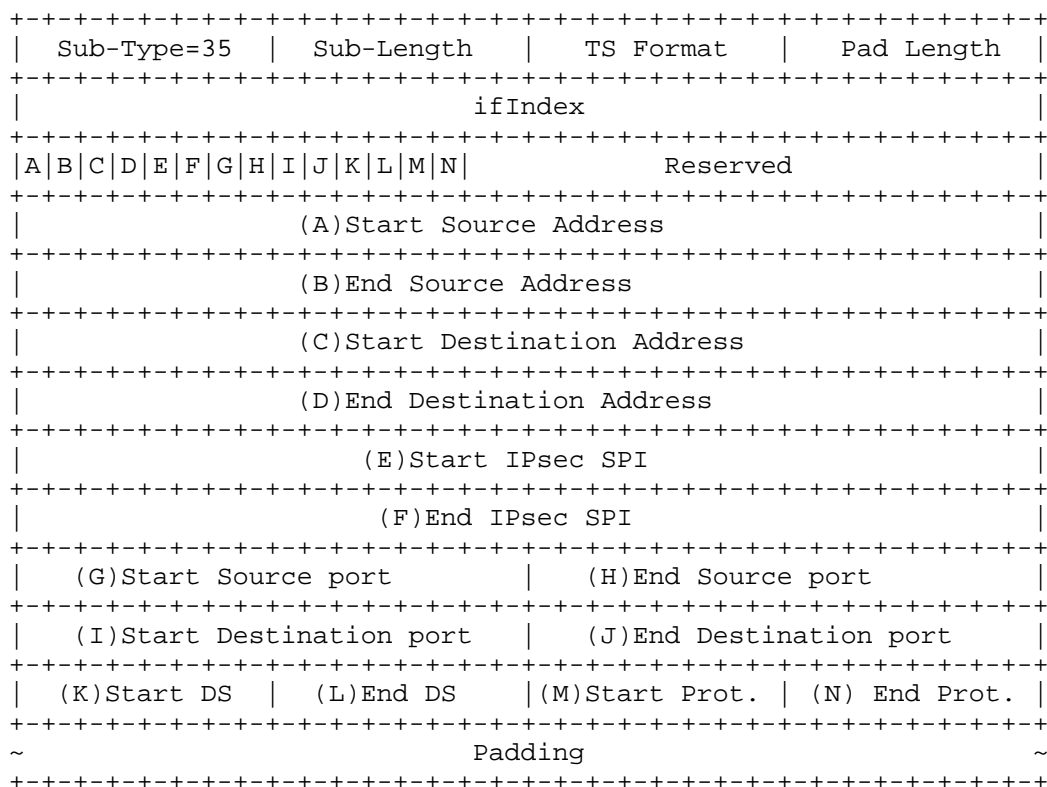 +-+-+-+-+-+-+-+-+-+-+-+-+-+-+-+-+-+-+-+-+-+-+-+-+-+-+-+-+-+-+-+-+
|  Sub-Type=35  |  Sub-Length   |   TS Format   |   Pad Length  |
+-+-+-+-+-+-+-+-+-+-+-+-+-+-+-+-+-+-+-+-+-+-+-+-+-+-+-+-+-+-+-+-+
|                            ifIndex                            |
+-+-+-+-+-+-+-+-+-+-+-+-+-+-+-+-+-+-+-+-+-+-+-+-+-+-+-+-+-+-+-+-+
|A|B|C|D|E|F|G|H|I|J|K|L|M|N|            Reserved               |
+-+-+-+-+-+-+-+-+-+-+-+-+-+-+-+-+-+-+-+-+-+-+-+-+-+-+-+-+-+-+-+-+
|                 (A)Start Source Address                       |
+-+-+-+-+-+-+-+-+-+-+-+-+-+-+-+-+-+-+-+-+-+-+-+-+-+-+-+-+-+-+-+-+
|                 (B)End Source Address                         |
+-+-+-+-+-+-+-+-+-+-+-+-+-+-+-+-+-+-+-+-+-+-+-+-+-+-+-+-+-+-+-+-+
|                 (C)Start Destination Address                  |
+-+-+-+-+-+-+-+-+-+-+-+-+-+-+-+-+-+-+-+-+-+-+-+-+-+-+-+-+-+-+-+-+
|                 (D)End Destination Address                    |
+-+-+-+-+-+-+-+-+-+-+-+-+-+-+-+-+-+-+-+-+-+-+-+-+-+-+-+-+-+-+-+-+
|                     (E)Start IPsec SPI                        |
+-+-+-+-+-+-+-+-+-+-+-+-+-+-+-+-+-+-+-+-+-+-+-+-+-+-+-+-+-+-+-+-+
|                      (F)End IPsec SPI                         |
+-+-+-+-+-+-+-+-+-+-+-+-+-+-+-+-+-+-+-+-+-+-+-+-+-+-+-+-+-+-+-+-+
|   (G)Start Source port        |   (H)End Source port          |
+-+-+-+-+-+-+-+-+-+-+-+-+-+-+-+-+-+-+-+-+-+-+-+-+-+-+-+-+-+-+-+-+
|   (I)Start Destination port   |   (J)End Destination port     |
+-+-+-+-+-+-+-+-+-+-+-+-+-+-+-+-+-+-+-+-+-+-+-+-+-+-+-+-+-+-+-+-+
|  (K)Start DS  |  (L)End DS    |(M)Start Prot. | (N) End Prot. |
+-+-+-+-+-+-+-+-+-+-+-+-+-+-+-+-+-+-+-+-+-+-+-+-+-+-+-+-+-+-+-+-+
~                            Padding                            ~
+-+-+-+-+-+-+-+-+-+-+-+-+-+-+-+-+-+-+-+-+-+-+-+-+-+-+-+-+-+-+-+-+